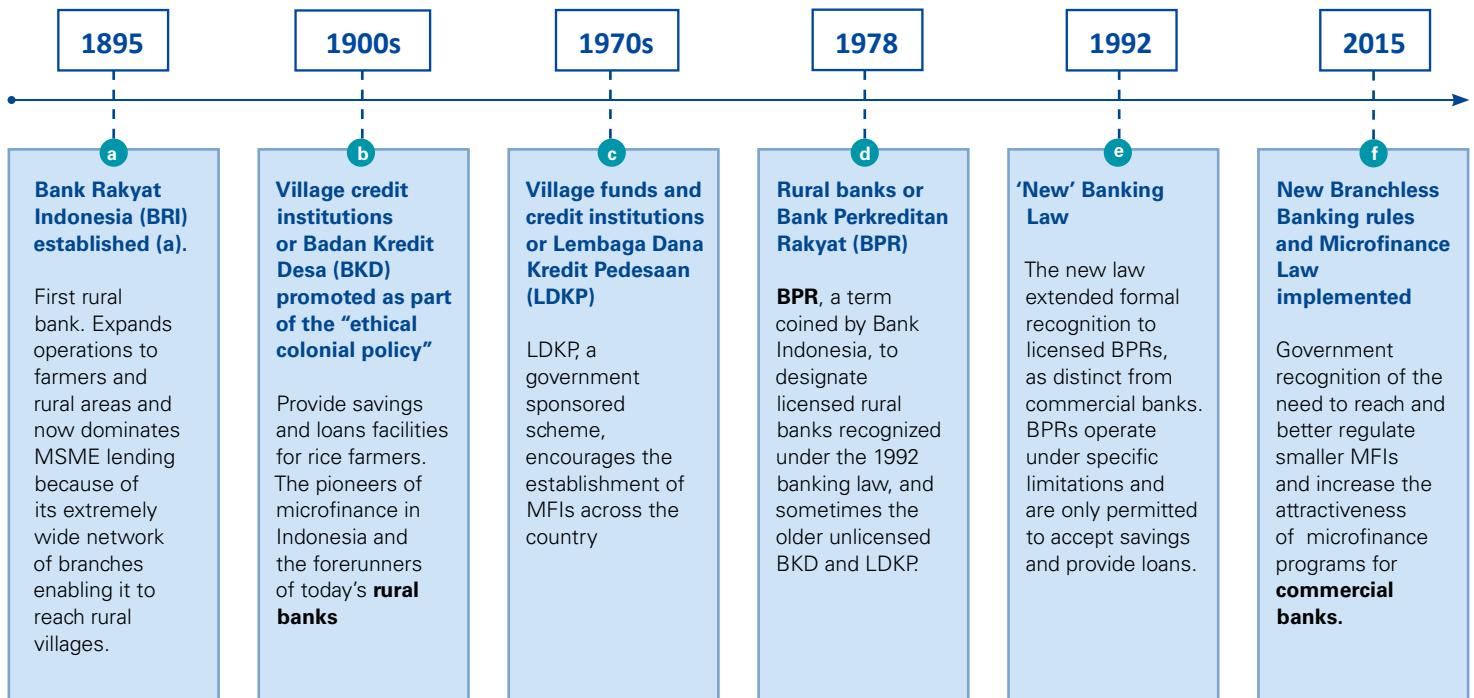 1895
1900s
1970s
1978
1992
2015
a
Bank Rakyat
Indonesia (BRI)
established (a).
First rural
bank. Expands
operations to
farmers and
rural areas and
now dominates
MSME lending
because of
its extremely
wide network
of branches
enabling it to
reach rural
villages.
b
Village credit
institutions
or Badan Kredit
Desa (BKD)
promoted as part
of the “ethical
colonial policy”
Provide savings
and loans facilities
for rice farmers.
The pioneers of
microfinance in
Indonesia and
the forerunners
of today’s rural
banks
c
Village funds and
credit institutions
or Lembaga Dana
Kredit Pedesaan
(LDKP)
LDKP, a
government
sponsored
scheme,
encourages the
establishment of
MFIs across the
country
d
Rural banks or
Bank Perkreditan
Rakyat (BPR)
BPR, a term
coined by Bank
Indonesia, to
designate
licensed rural
banks recognized
under the 1992
banking law, and
sometimes the
older unlicensed
BKD and LDKP.
e
‘New’ Banking
Law
The new law
extended formal
recognition to
licensed BPRs,
as distinct from
commercial banks.
BPRs operate
under specific
limitations and
are only permitted
to accept savings
and provide loans.
f
New Branchless
Banking rules
and Microfinance
Law
implemented
Government
recognition of the
need to reach and
better regulate
smaller MFIs
and increase the
attractiveness
of microfinance
programs for
commercial
banks.